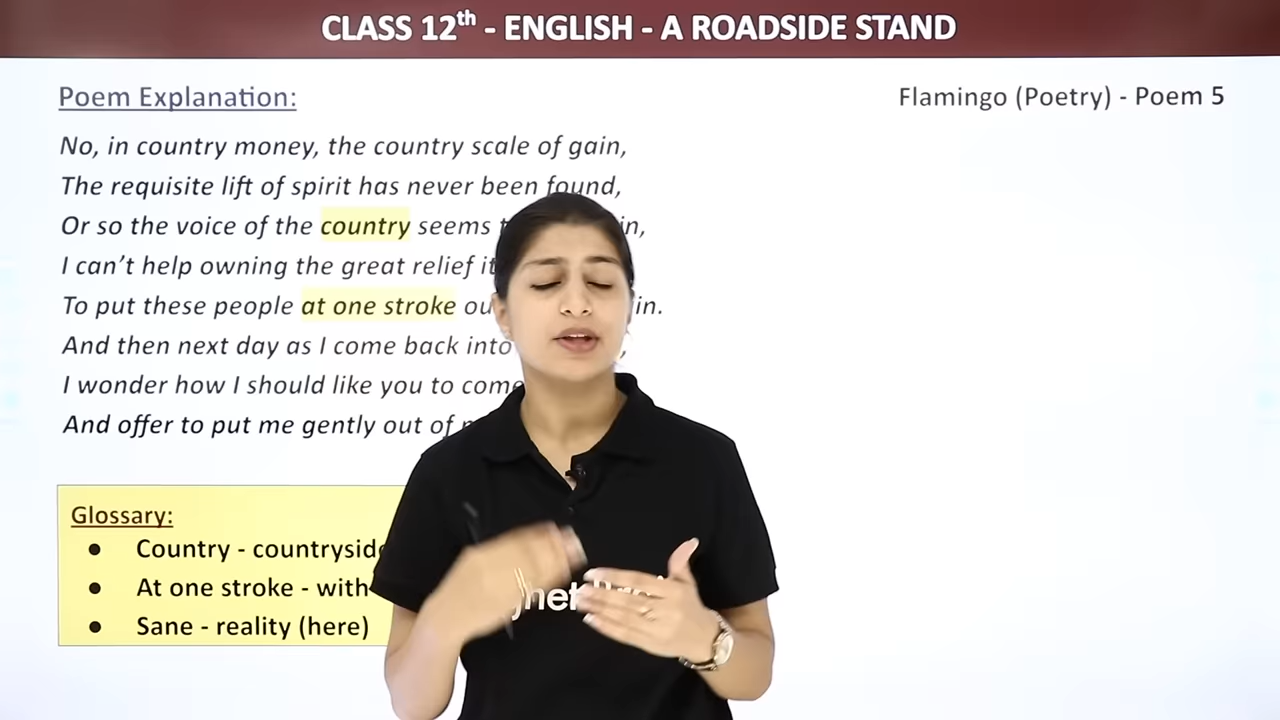 CLASS 12th - ENGLISH - A ROADSIDE STAND
Poem Explanation:
Flamingo (Poetry) - Poem 5
No, in country money, the country scale of gain,
The requisite lift of spirit has never been found,
Or so the voice of the country seems
I can't help owning the great relief it
To put these people at one stroke
And then next day as I come back into
I wonder how I should like you to come
And offer to put me gently out of
Glossary:
● Country - countryside
● At one stroke - with
● Sane - reality (here)